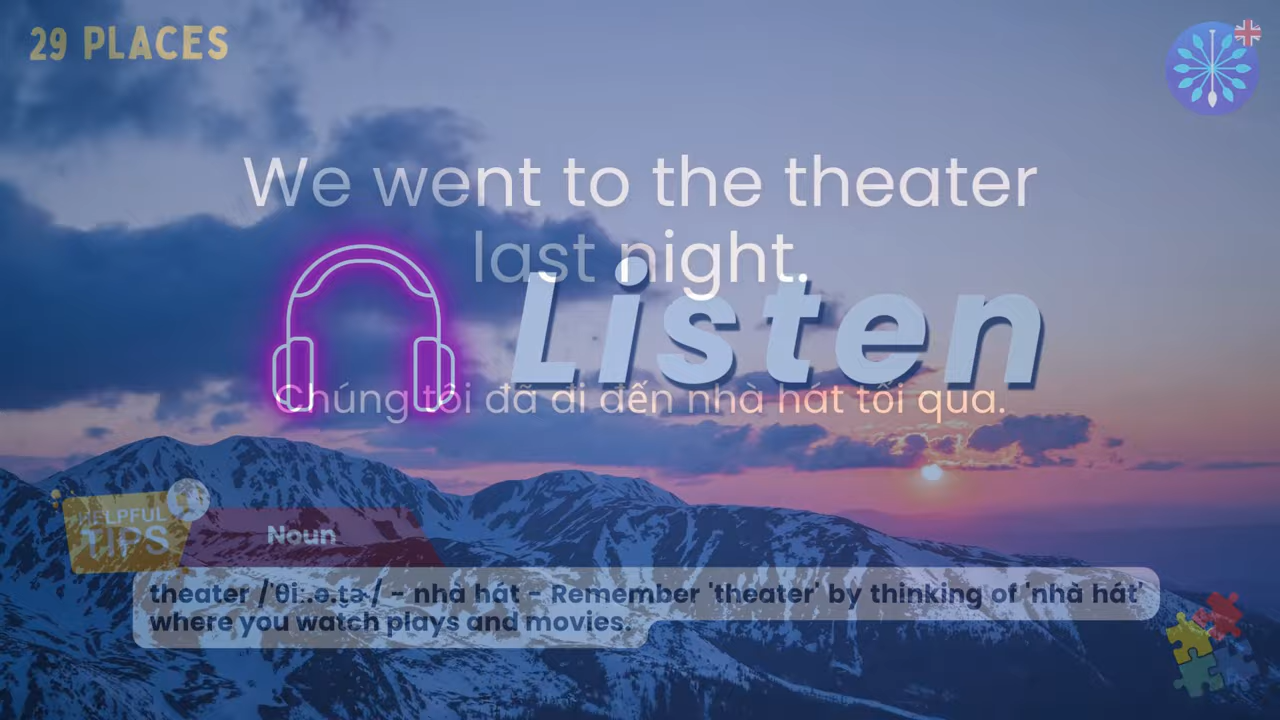 29 PLACES
We went to the theater
last night.
Listen
Chúng tôi đã đi đến nhà hát tối qua.
HELPFUL
TIPS
Noun
theater /ˈθiː.ə.t̬ɚ/ - nhà hát - Remember 'theater' by thinking of 'nhà hát'
where you watch plays and movies.